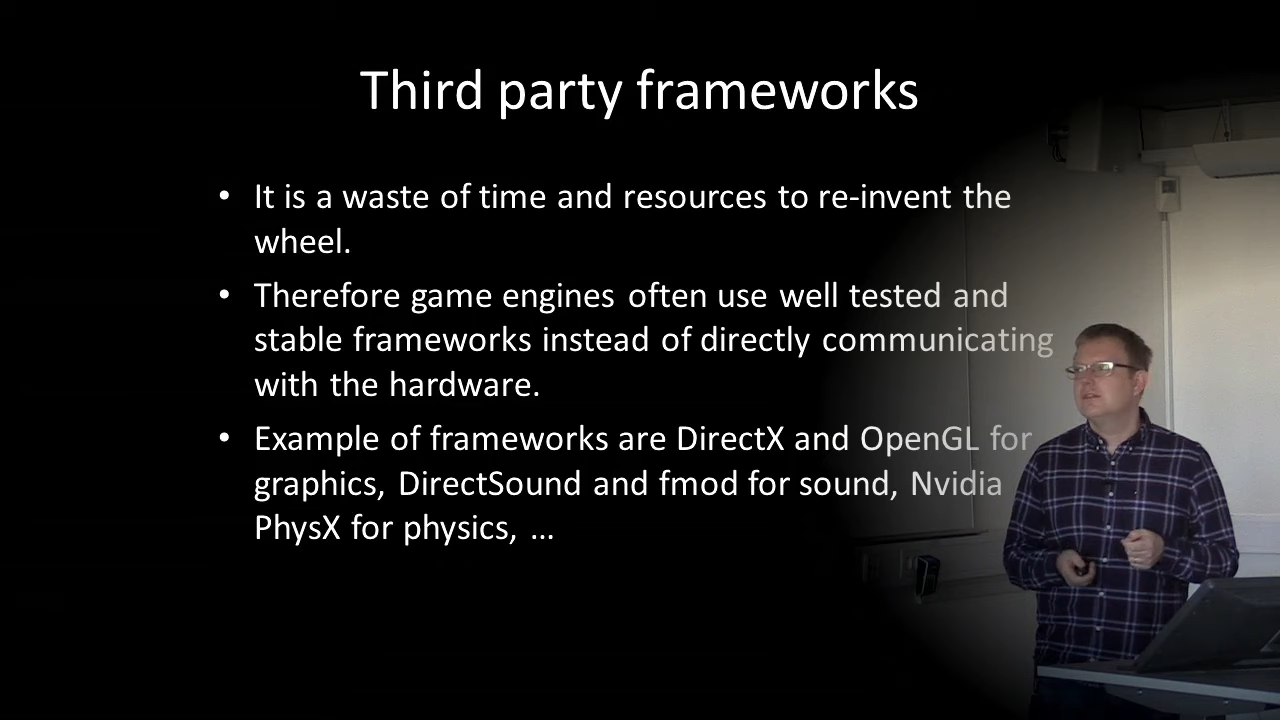 Third party frameworks
• It is a waste of time and resources to re-invent the
wheel.
• Therefore game engines often use well tested and
stable frameworks instead of directly communicating
with the hardware.
• Example of frameworks are DirectX and OpenGL for
graphics, DirectSound and fmod for sound, Nvidia
PhysX for physics, ...